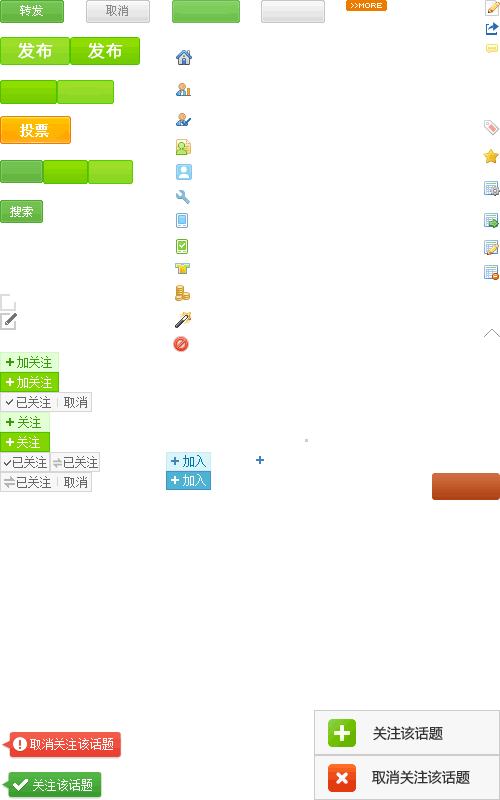 转发 取消 >>MORE
发布 发布
投票
搜索
+加关注
+加关注
已关注 | 取消
+关注
+关注
已关注 已关注 +加入 +
已关注 | 取消 +加入
关注该话题
取消关注该话题
取消关注该话题
关注该话题